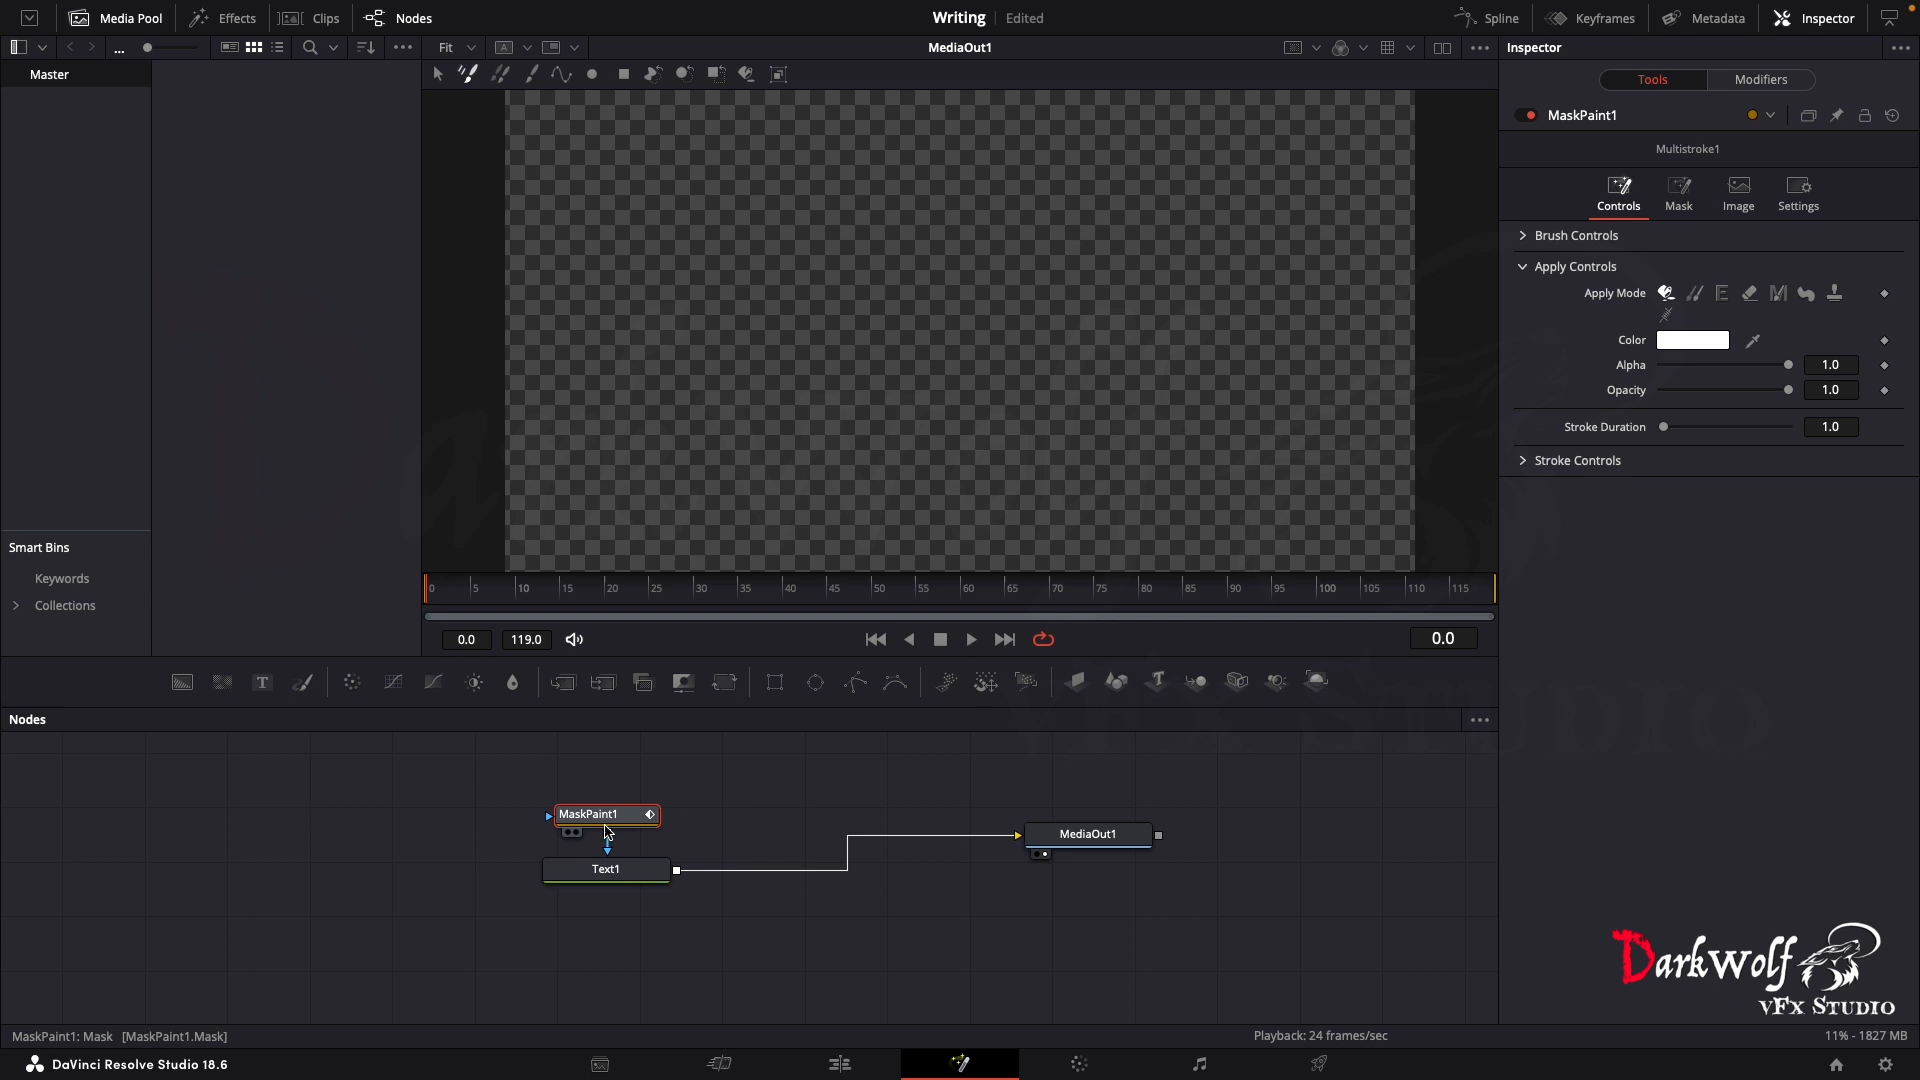 Media Pool Effects Clips Nodes Writing Edited Spline Keyframes Metadata Inspector
... Fit A MediaOut1 Inspector
Master
Tools Modifiers
MaskPaint1
Multistroke1
Controls Mask Image Settings
Brush Controls
Apply Controls
Apply Mode
Color
Alpha 1.0
Opacity 1.0
Stroke Duration 1.0
Stroke Controls
Smart Bins
Keywords
Collections
0 5 10 15 20 25 30 35 40 45 50 55 60 65 70 75 80 85 90 95 100 105 110 115
0.0 119.0 0.0
Nodes
MaskPaint1
Text1
MediaOut1
DarkWolf
vFx Studio
MaskPaint1: Mask [MaskPaint1.Mask] Playback: 24 frames/sec 11% - 1827 MB
DaVinci Resolve Studio 18.6